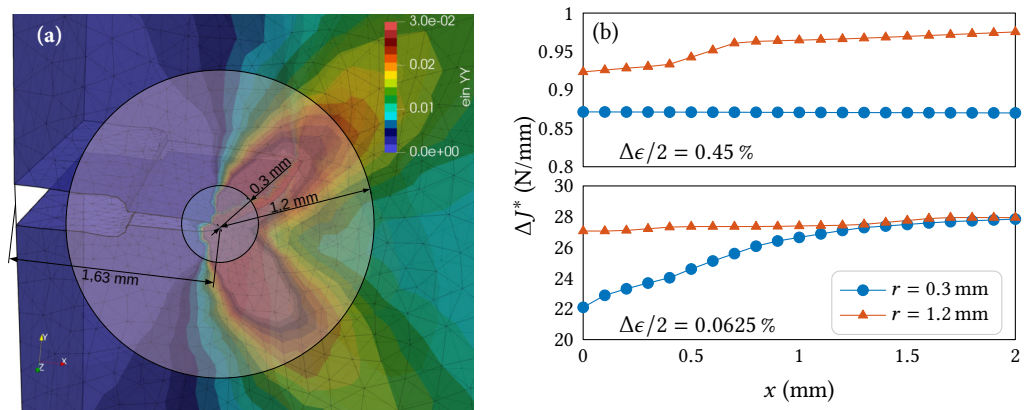 (a)
3.0e-02
0.02
0.01
0.0e+00
ein YY
0.3 mm
1.2 mm
1,63 mm
Y
Z
X
(b)
1
0.95
0.9
0.85
0.8
Δϵ/2 = 0.45 %
ΔJ* (N/mm)
30
28
26
24
22
20
Δϵ/2 = 0.0625 %
r = 0.3 mm
r = 1.2 mm
0 0.5 1 1.5 2
x (mm)